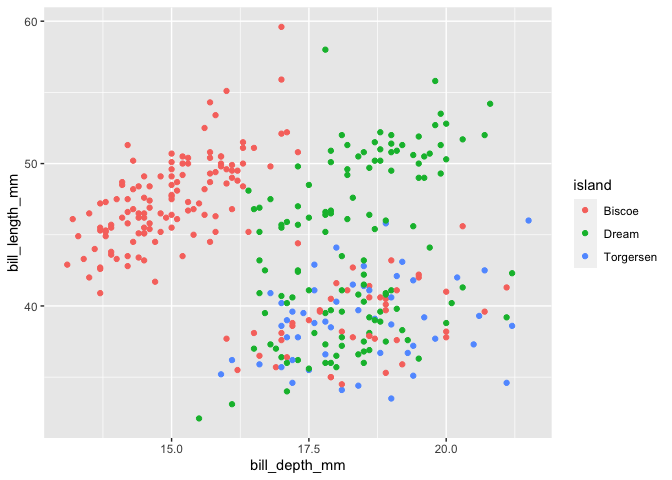 60
50
40
bill_length_mm
15.0
17.5
20.0
bill_depth_mm
island
Biscoe
Dream
Torgersen